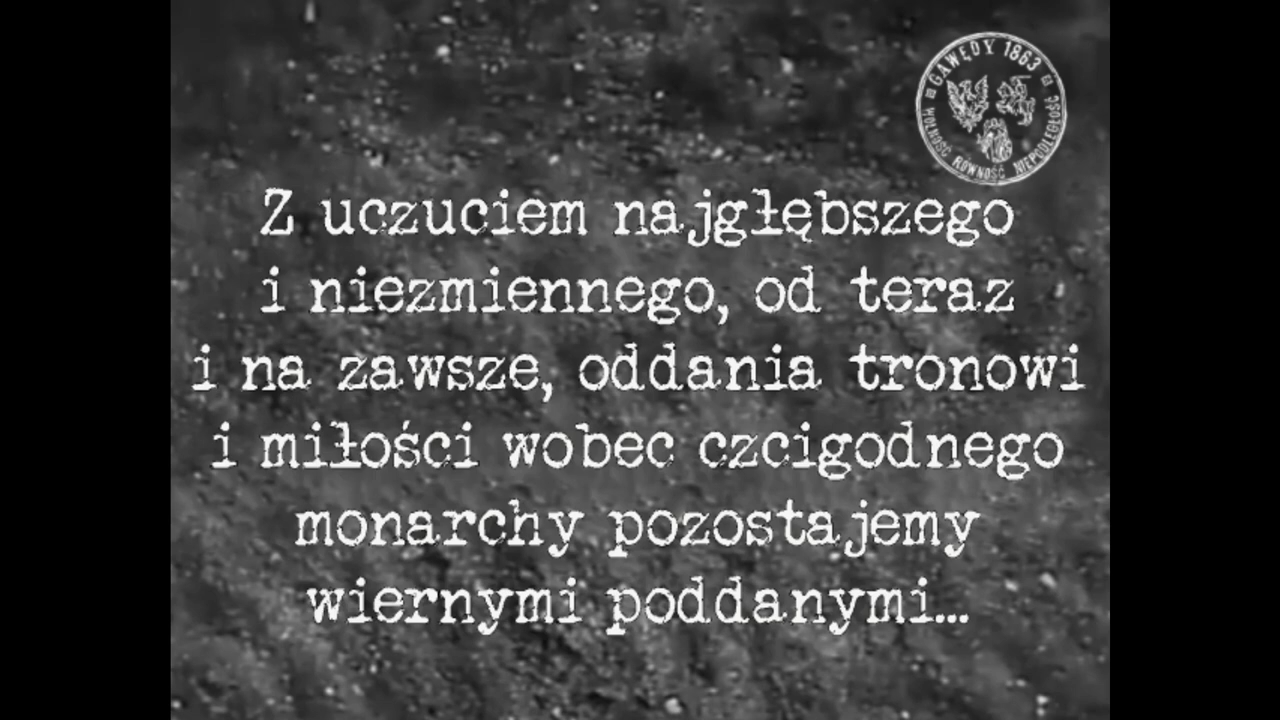 GAWĘDY 1863
WOLNOŚĆ RÓWNOŚĆ NIEPODLEGŁOŚĆ
Z uczuciem najgłębszego
i niezmiennego, od teraz
i na zawsze, oddania tronowi
i miłości wobec czcigodnego
monarchy pozostajemy
wiernymi poddanymi...